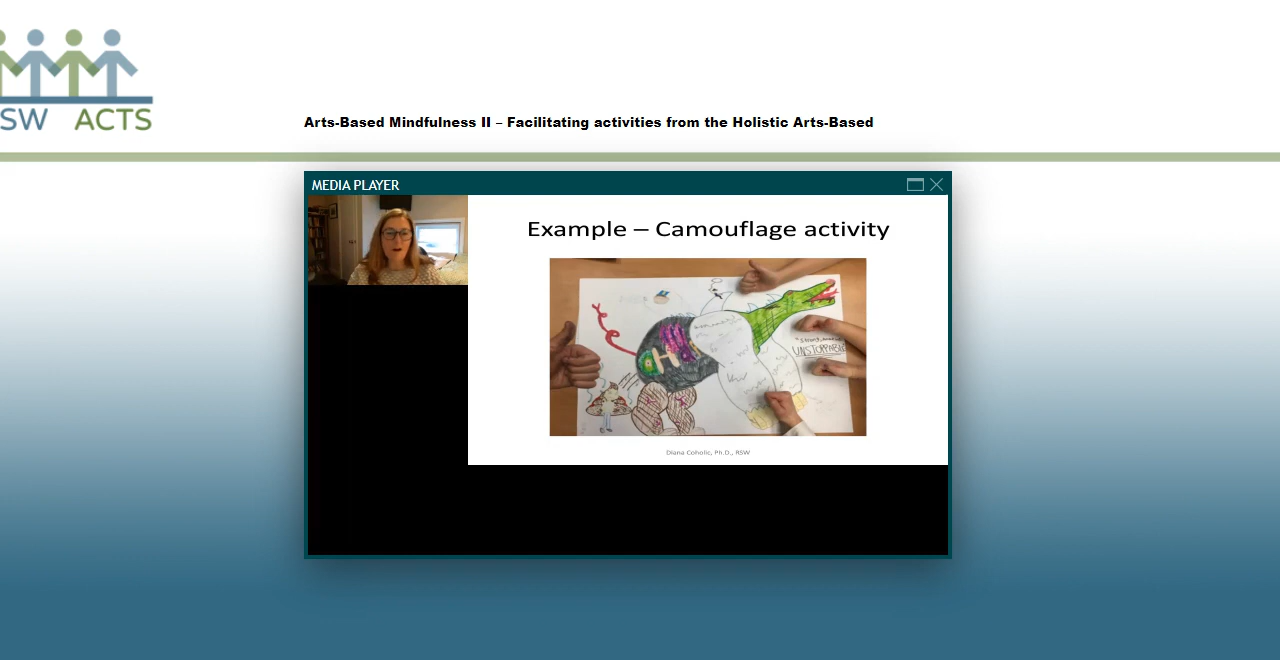 SW ACTS
Arts-Based Mindfulness II – Facilitating activities from the Holistic Arts-Based
MEDIA PLAYER
Example – Camouflage activity
UNSTOPPABLE
Diana Coholic, Ph.D., RSW